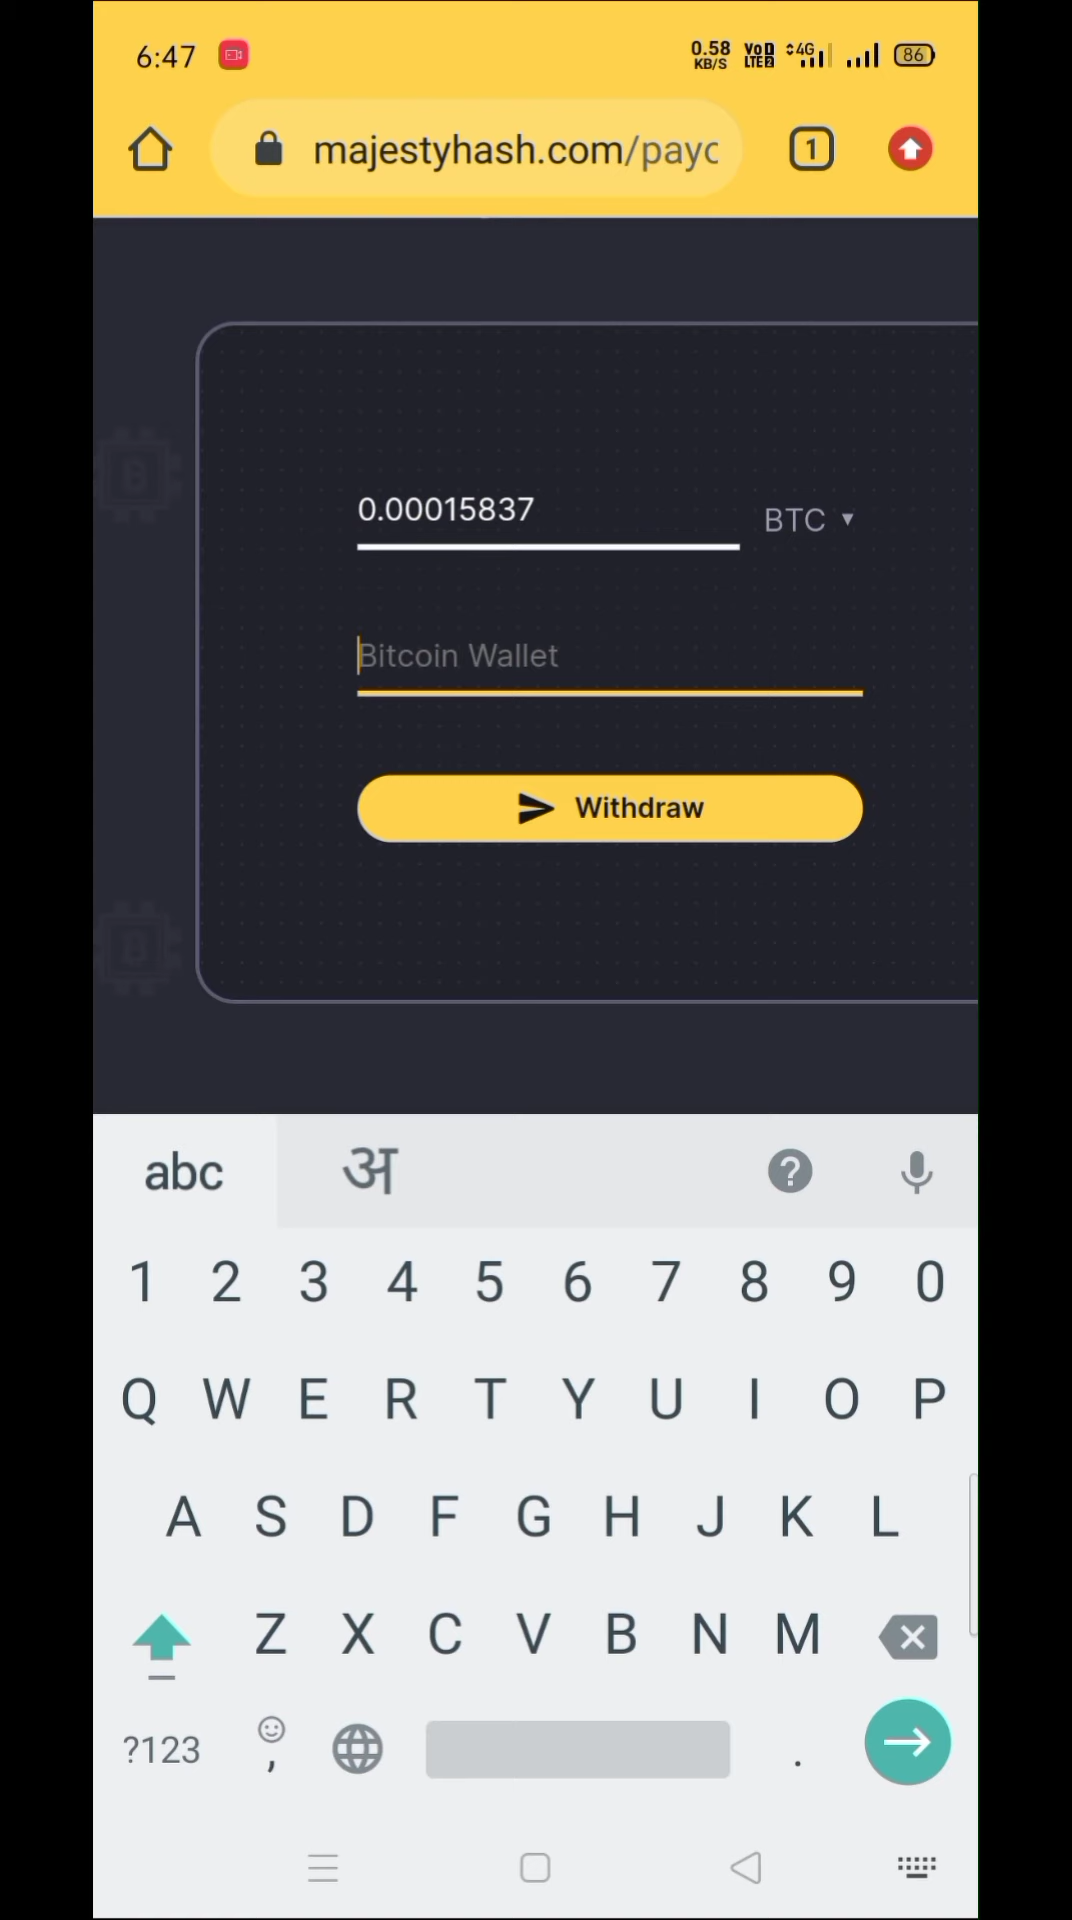 6:47
0.58 KB/S VoD LTE2 4G 86
majestyhash.com/payo
1
0.00015837
BTC ▼
Bitcoin Wallet
Withdraw
abc अ ?
1 2 3 4 5 6 7 8 9 0
Q W E R T Y U I O P
A S D F G H J K L
Z X C V B N M
?123 , .